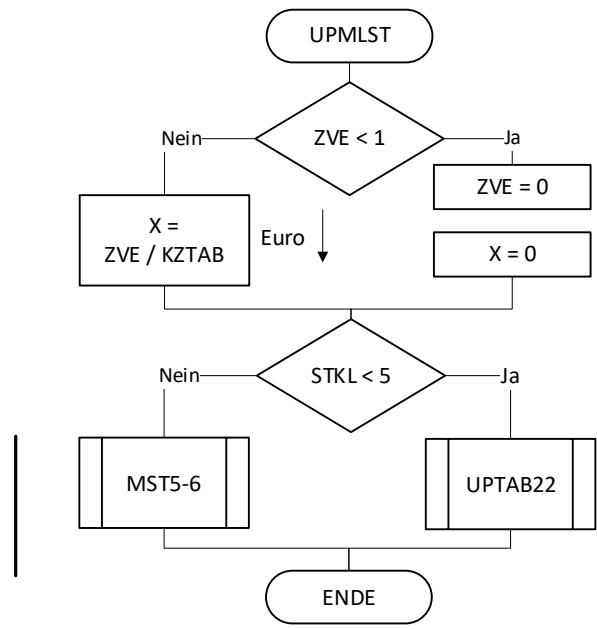 UPMLST
Nein
ZVE < 1
Ja
ZVE = 0
X =
ZVE / KZTAB
Euro
X = 0
Nein
STKL < 5
Ja
MST5-6
UPTAB22
ENDE